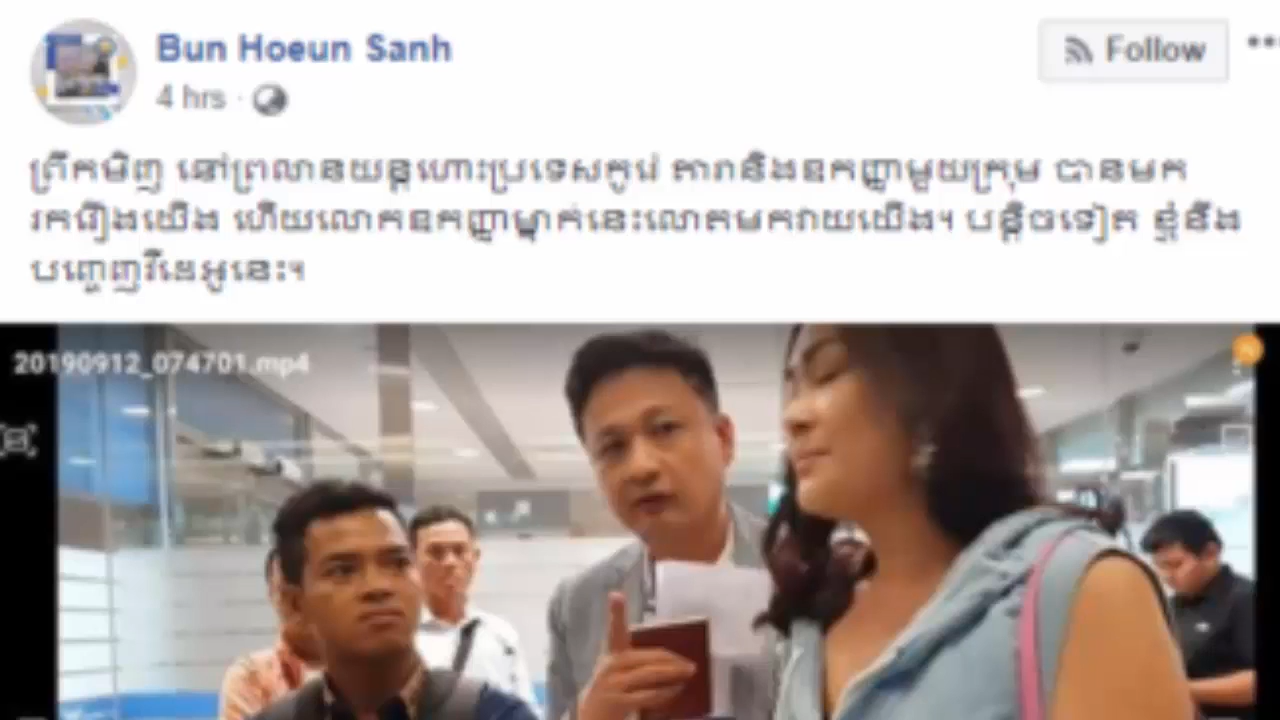 Bun Hoeun Sanh
Follow
4 hrs ·
ព្រឹកមិញ នៅព្រលានយន្តហោះប្រទេសកូរ៉េ តារានិងឧកញ៉ាមួយក្រុម បានមក
រករឿងយើង ហើយលោកឧកញ៉ាម្នាក់នេះលោតមកវាយយើង។ បន្តិចទៀត ខ្ញុំនឹង
បញ្ចេញវីដេអូនេះ។
20190912_074701.mp4